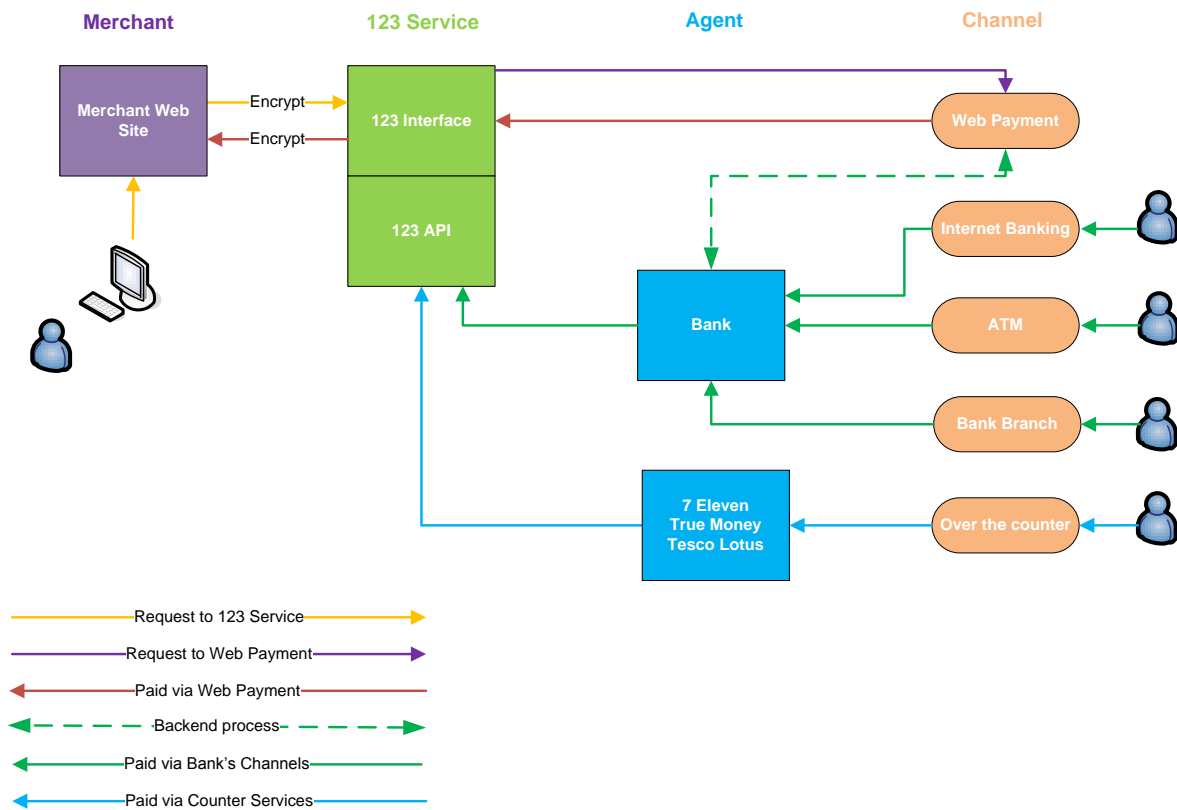 Merchant
123 Service
Agent
Channel
Merchant Web
Site
Encrypt
Encrypt
123 Interface
123 API
Web Payment
Internet Banking
Bank
ATM
Bank Branch
7 Eleven
True Money
Tesco Lotus
Over the counter
Request to 123 Service
Request to Web Payment
Paid via Web Payment
Backend process
Paid via Bank's Channels
Paid via Counter Services